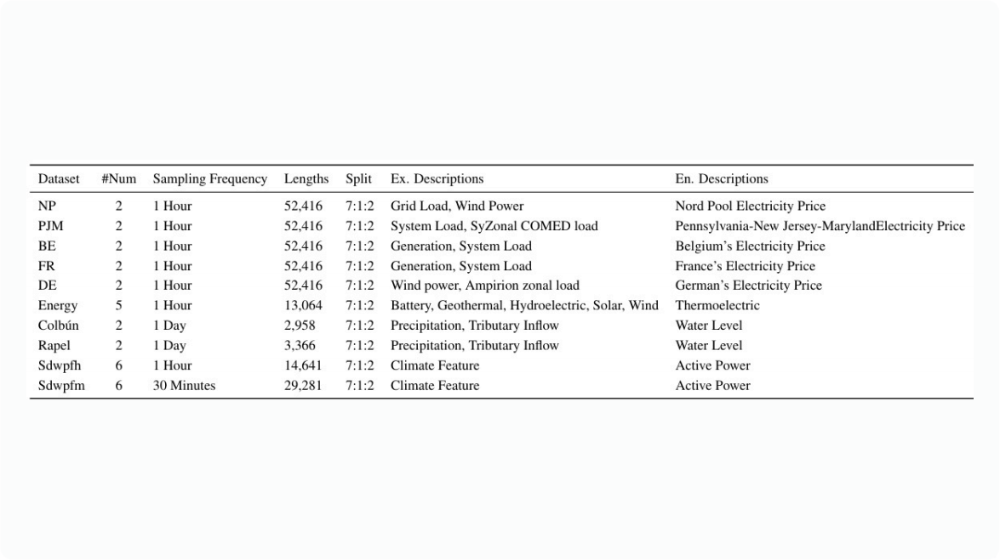 Dataset #Num Sampling Frequency Lengths Split Ex. Descriptions En. Descriptions
NP 2 1 Hour 52,416 7:1:2 Grid Load, Wind Power Nord Pool Electricity Price
PJM 2 1 Hour 52,416 7:1:2 System Load, SyZonal COMED load Pennsylvania-New Jersey-MarylandElectricity Price
BE 2 1 Hour 52,416 7:1:2 Generation, System Load Belgium's Electricity Price
FR 2 1 Hour 52,416 7:1:2 Generation, System Load France's Electricity Price
DE 2 1 Hour 52,416 7:1:2 Wind power, Ampirion zonal load German's Electricity Price
Energy 5 1 Hour 13,064 7:1:2 Battery, Geothermal, Hydroelectric, Solar, Wind Thermoelectric
Colbún 2 1 Day 2,958 7:1:2 Precipitation, Tributary Inflow Water Level
Rapel 2 1 Day 3,366 7:1:2 Precipitation, Tributary Inflow Water Level
Sdwpfh 6 1 Hour 14,641 7:1:2 Climate Feature Active Power
Sdwpfm 6 30 Minutes 29,281 7:1:2 Climate Feature Active Power